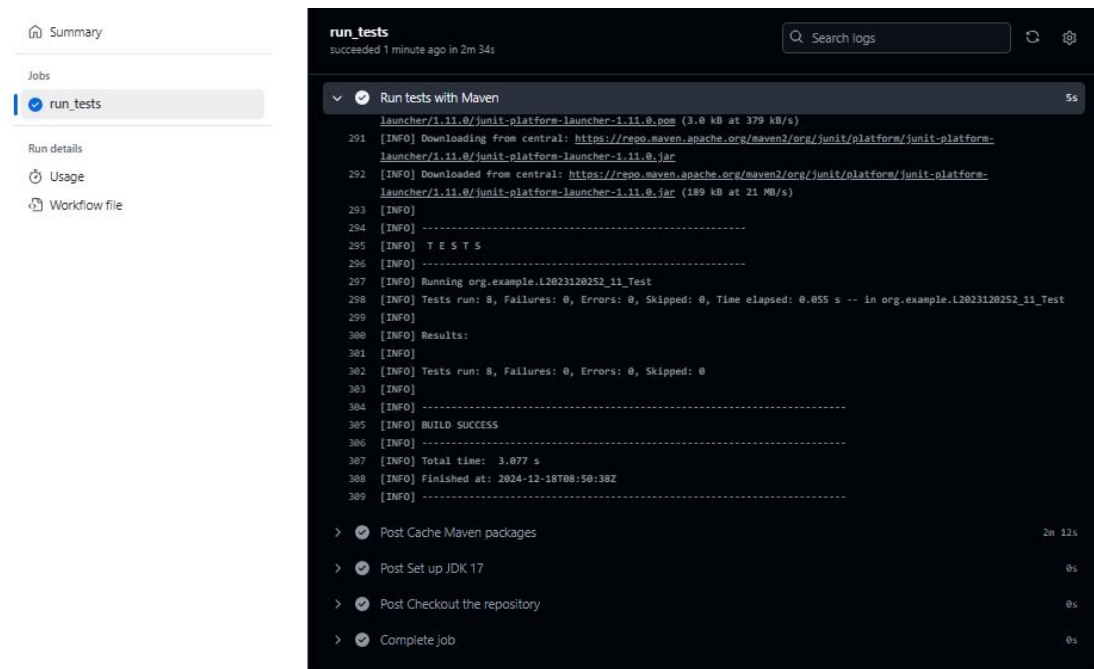 Summary
Jobs
run_tests
Run details
Usage
Workflow file
run_tests
succeeded 1 minute ago in 2m 34s
Search logs
Run tests with Maven 5s
launcher/1.11.0/junit-platform-launcher-1.11.0.pom (3.0 kB at 379 kB/s)
291 [INFO] Downloading from central: https://repo.maven.apache.org/maven2/org/junit/platform/junit-platform-
launcher/1.11.0/junit-platform-launcher-1.11.0.jar
292 [INFO] Downloaded from central: https://repo.maven.apache.org/maven2/org/junit/platform/junit-platform-
launcher/1.11.0/junit-platform-launcher-1.11.0.jar (189 kB at 21 MB/s)
293 [INFO]
294 [INFO] -------------------------------------------------------
295 [INFO]  T E S T S
296 [INFO] -------------------------------------------------------
297 [INFO] Running org.example.L2023120252_11_Test
298 [INFO] Tests run: 8, Failures: 0, Errors: 0, Skipped: 0, Time elapsed: 0.055 s -- in org.example.L2023120252_11_Test
299 [INFO]
300 [INFO] Results:
301 [INFO]
302 [INFO] Tests run: 8, Failures: 0, Errors: 0, Skipped: 0
303 [INFO]
304 [INFO] ------------------------------------------------------------------------
305 [INFO] BUILD SUCCESS
306 [INFO] ------------------------------------------------------------------------
307 [INFO] Total time:  3.077 s
308 [INFO] Finished at: 2024-12-18T08:50:38Z
309 [INFO] ------------------------------------------------------------------------
Post Cache Maven packages 2m 12s
Post Set up JDK 17 0s
Post Checkout the repository 0s
Complete job 0s